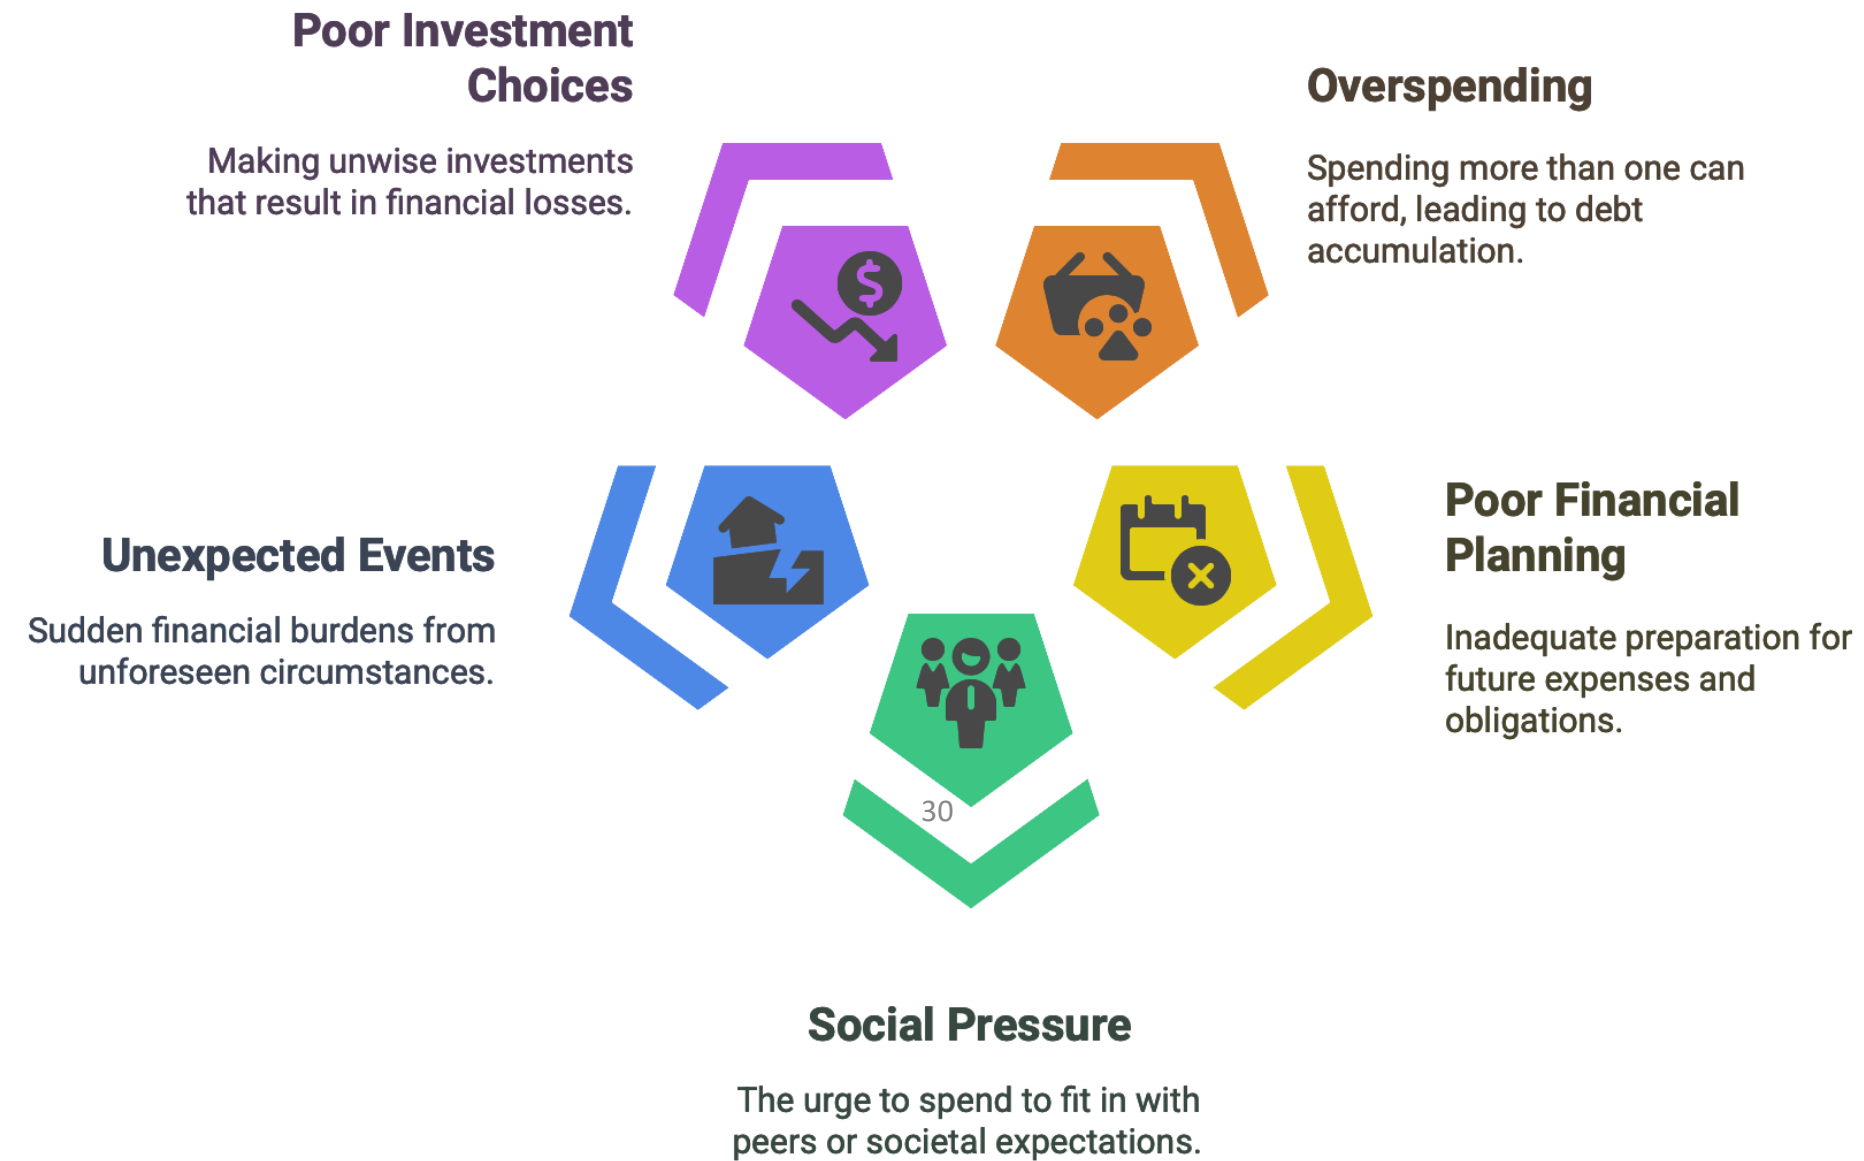 Poor Investment
Choices
Making unwise investments
that result in financial losses.
Overspending
Spending more than one can
afford, leading to debt
accumulation.
Unexpected Events
Sudden financial burdens from
unforeseen circumstances.
Poor Financial
Planning
Inadequate preparation for
future expenses and
obligations.
$
30
Social Pressure
The urge to spend to fit in with
peers or societal expectations.